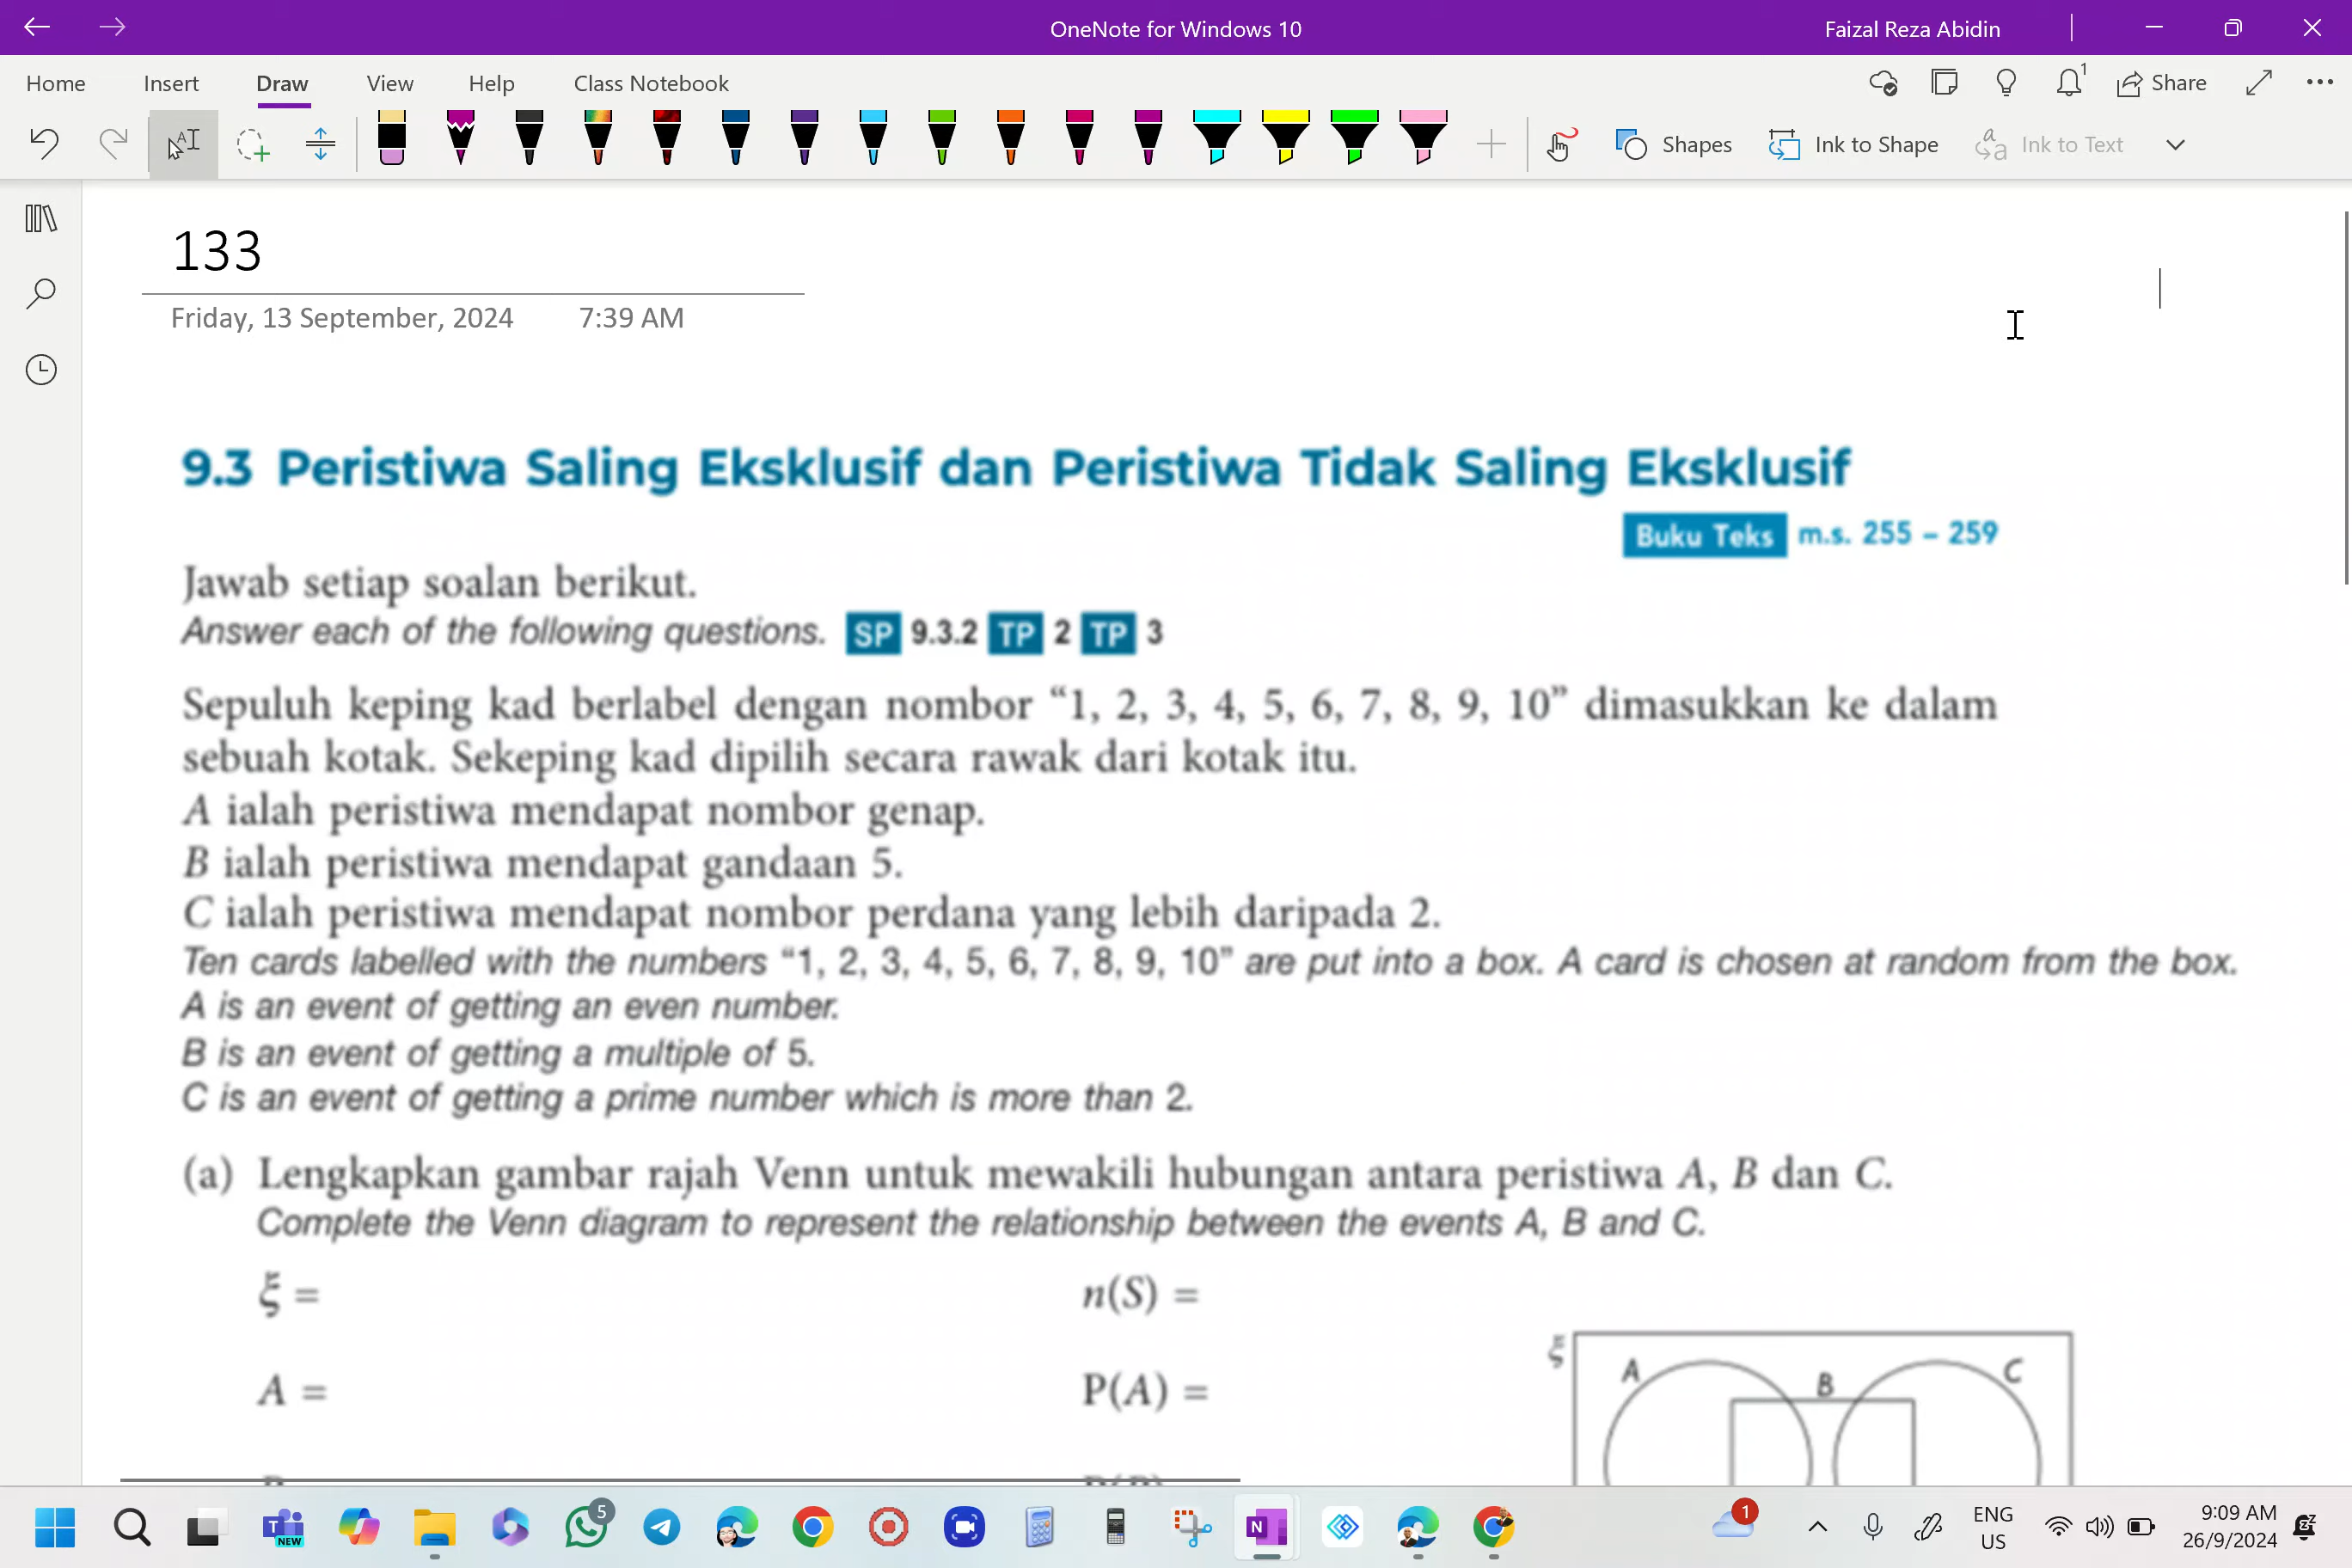 OneNote for Windows 10
Faizal Reza Abidin
Home Insert Draw View Help Class Notebook
1
Share
Shapes Ink to Shape Ink to Text
133
Friday, 13 September, 2024 7:39 AM
9.3 Peristiwa Saling Eksklusif dan Peristiwa Tidak Saling Eksklusif
Buku Teks m.s. 255 – 259
Jawab setiap soalan berikut.
Answer each of the following questions. SP 9.3.2 TP 2 TP 3
Sepuluh keping kad berlabel dengan nombor “1, 2, 3, 4, 5, 6, 7, 8, 9, 10” dimasukkan ke dalam
sebuah kotak. Sekeping kad dipilih secara rawak dari kotak itu.
A ialah peristiwa mendapat nombor genap.
B ialah peristiwa mendapat gandaan 5.
C ialah peristiwa mendapat nombor perdana yang lebih daripada 2.
Ten cards labelled with the numbers “1, 2, 3, 4, 5, 6, 7, 8, 9, 10” are put into a box. A card is chosen at random from the box.
A is an event of getting an even number.
B is an event of getting a multiple of 5.
C is an event of getting a prime number which is more than 2.
(a) Lengkapkan gambar rajah Venn untuk mewakili hubungan antara peristiwa A, B dan C.
Complete the Venn diagram to represent the relationship between the events A, B and C.
ξ = n(S) =
ξ
A B C
A = P(A) =
NEW
5
1
ENG
US
9:09 AM
26/9/2024